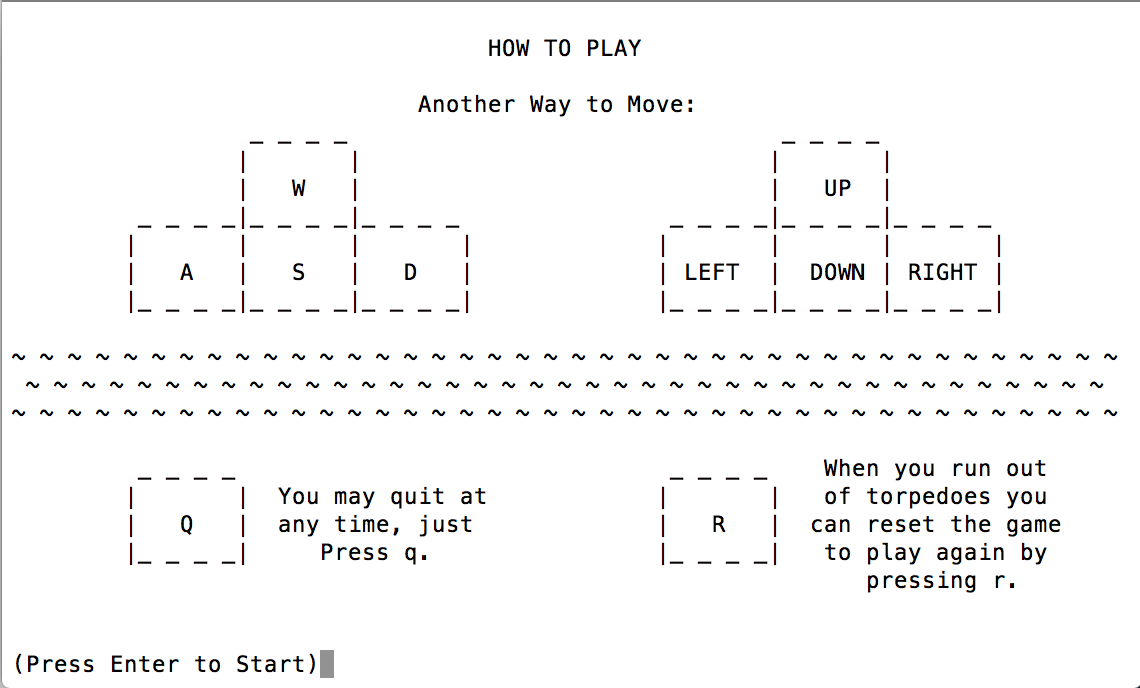 HOW TO PLAY
Another Way to Move:
W
A S D
UP
LEFT DOWN RIGHT
~ ~ ~ ~ ~ ~ ~ ~ ~ ~ ~ ~ ~ ~ ~ ~ ~ ~ ~ ~ ~ ~ ~ ~ ~ ~ ~ ~ ~ ~ ~ ~ ~ ~ ~ ~ ~ ~ ~ ~
~ ~ ~ ~ ~ ~ ~ ~ ~ ~ ~ ~ ~ ~ ~ ~ ~ ~ ~ ~ ~ ~ ~ ~ ~ ~ ~ ~ ~ ~ ~ ~ ~ ~ ~ ~ ~ ~ ~
~ ~ ~ ~ ~ ~ ~ ~ ~ ~ ~ ~ ~ ~ ~ ~ ~ ~ ~ ~ ~ ~ ~ ~ ~ ~ ~ ~ ~ ~ ~ ~ ~ ~ ~ ~ ~ ~ ~ ~
Q
You may quit at
any time, just
Press q.
R
When you run out
of torpedoes you
can reset the game
to play again by
pressing r.
(Press Enter to Start)